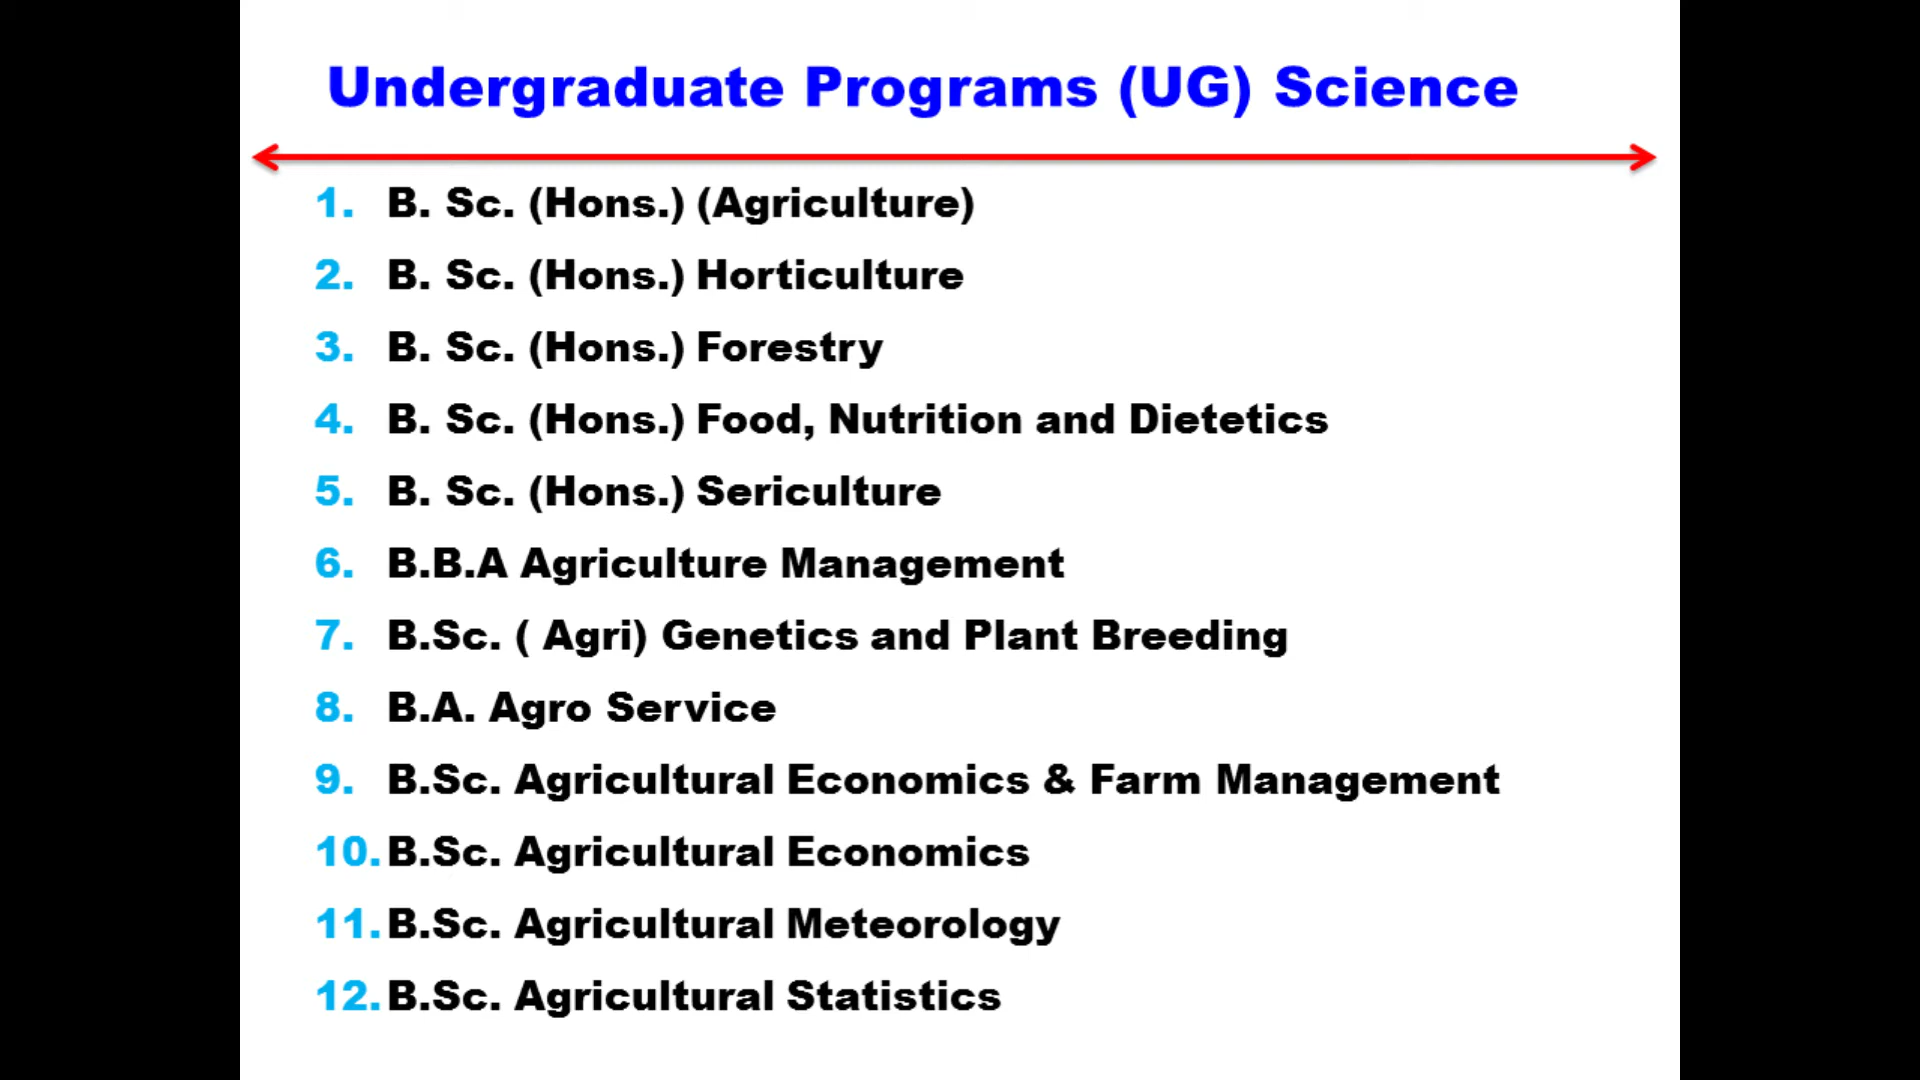 Undergraduate Programs (UG) Science
1. B. Sc. (Hons.) (Agriculture)
2. B. Sc. (Hons.) Horticulture
3. B. Sc. (Hons.) Forestry
4. B. Sc. (Hons.) Food, Nutrition and Dietetics
5. B. Sc. (Hons.) Sericulture
6. B.B.A Agriculture Management
7. B.Sc. ( Agri) Genetics and Plant Breeding
8. B.A. Agro Service
9. B.Sc. Agricultural Economics & Farm Management
10. B.Sc. Agricultural Economics
11. B.Sc. Agricultural Meteorology
12. B.Sc. Agricultural Statistics